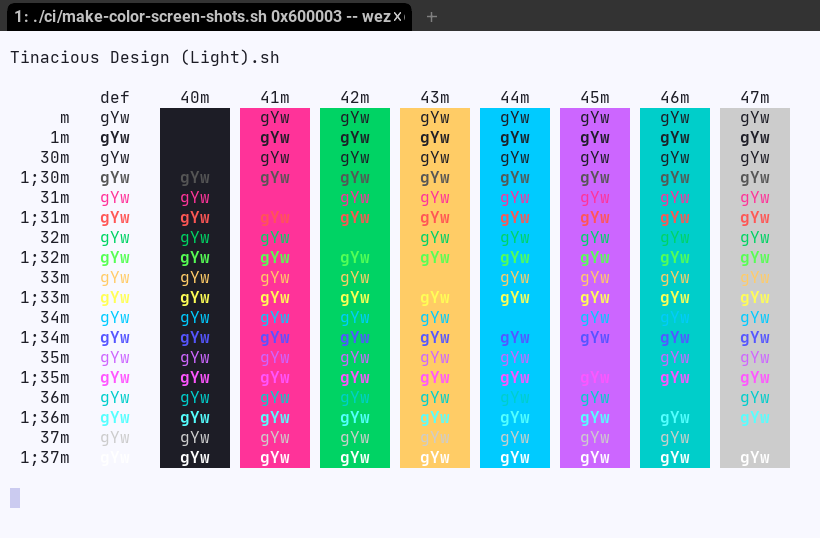 1: ./ci/make-color-screen-shots.sh 0x600003 -- wez
Tinacious Design (Light).sh
def 40m 41m 42m 43m 44m 45m 46m 47m
m gYw gYw gYw gYw gYw gYw gYw gYw
1m gYw gYw gYw gYw gYw gYw gYw gYw
30m gYw gYw gYw gYw gYw gYw gYw gYw
1;30m gYw gYw gYw gYw gYw gYw gYw gYw gYw
31m gYw gYw gYw gYw gYw gYw gYw gYw
1;31m gYw gYw gYw gYw gYw gYw gYw gYw gYw
32m gYw gYw gYw gYw gYw gYw gYw gYw
1;32m gYw gYw gYw gYw gYw gYw gYw gYw gYw
33m gYw gYw gYw gYw gYw gYw gYw gYw
1;33m gYw gYw gYw gYw gYw gYw gYw gYw gYw
34m gYw gYw gYw gYw gYw gYw gYw gYw
1;34m gYw gYw gYw gYw gYw gYw gYw gYw gYw
35m gYw gYw gYw gYw gYw gYw gYw gYw
1;35m gYw gYw gYw gYw gYw gYw gYw gYw gYw
36m gYw gYw gYw gYw gYw gYw gYw gYw
1;36m gYw gYw gYw gYw gYw gYw gYw gYw gYw
37m gYw gYw gYw gYw gYw gYw gYw gYw
1;37m gYw gYw gYw gYw gYw gYw gYw gYw gYw